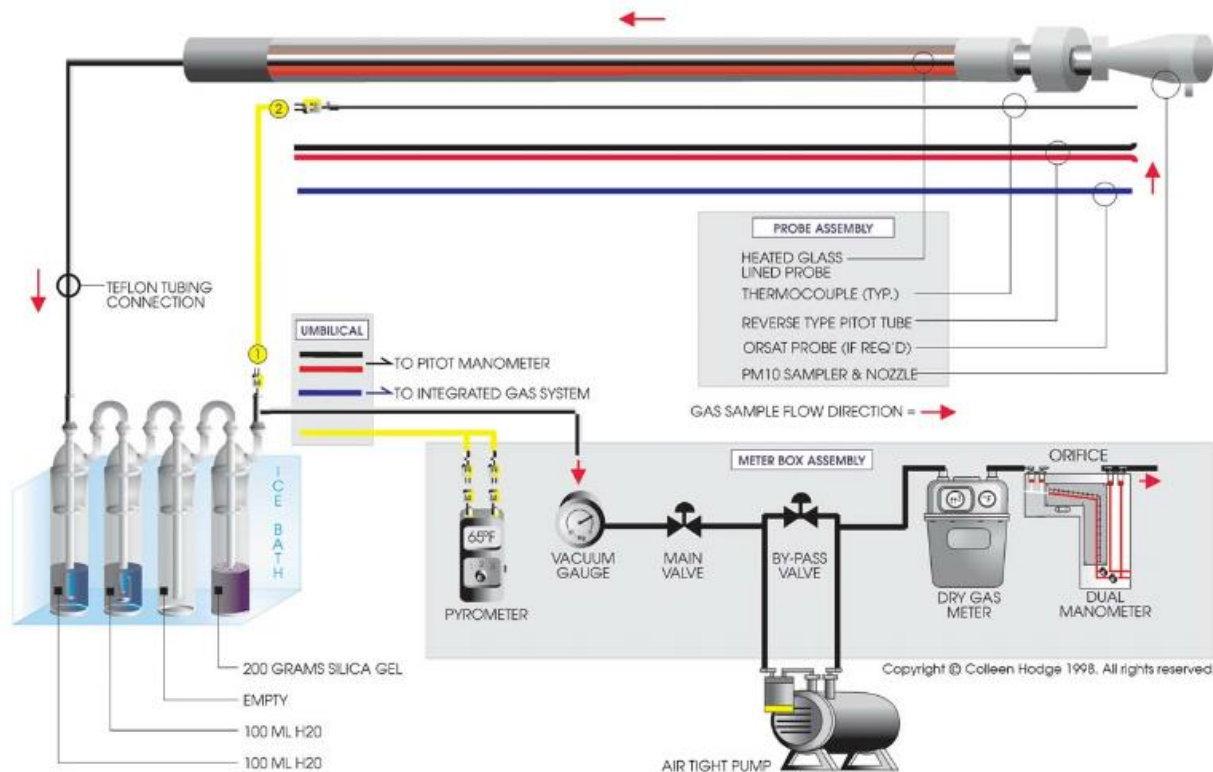 2
TEFLON TUBING
CONNECTION
1
UMBILICAL
TO PITOT MANOMETER
TO INTEGRATED GAS SYSTEM
PROBE ASSEMBLY
HEATED GLASS
LINED PROBE
THERMOCOUPLE (TYP.)
REVERSE TYPE PITOT TUBE
ORSAT PROBE (IF REQ'D)
PM10 SAMPLER & NOZZLE
GAS SAMPLE FLOW DIRECTION =
ICE BATH
METER BOX ASSEMBLY
ORIFICE
65°F
PYROMETER
VACUUM
GAUGE
MAIN
VALVE
BY-PASS
VALVE
DRY GAS
METER
DUAL
MANOMETER
200 GRAMS SILICA GEL
EMPTY
100 ML H20
100 ML H20
Copyright © Colleen Hodge 1998. All rights reserved
AIR TIGHT PUMP